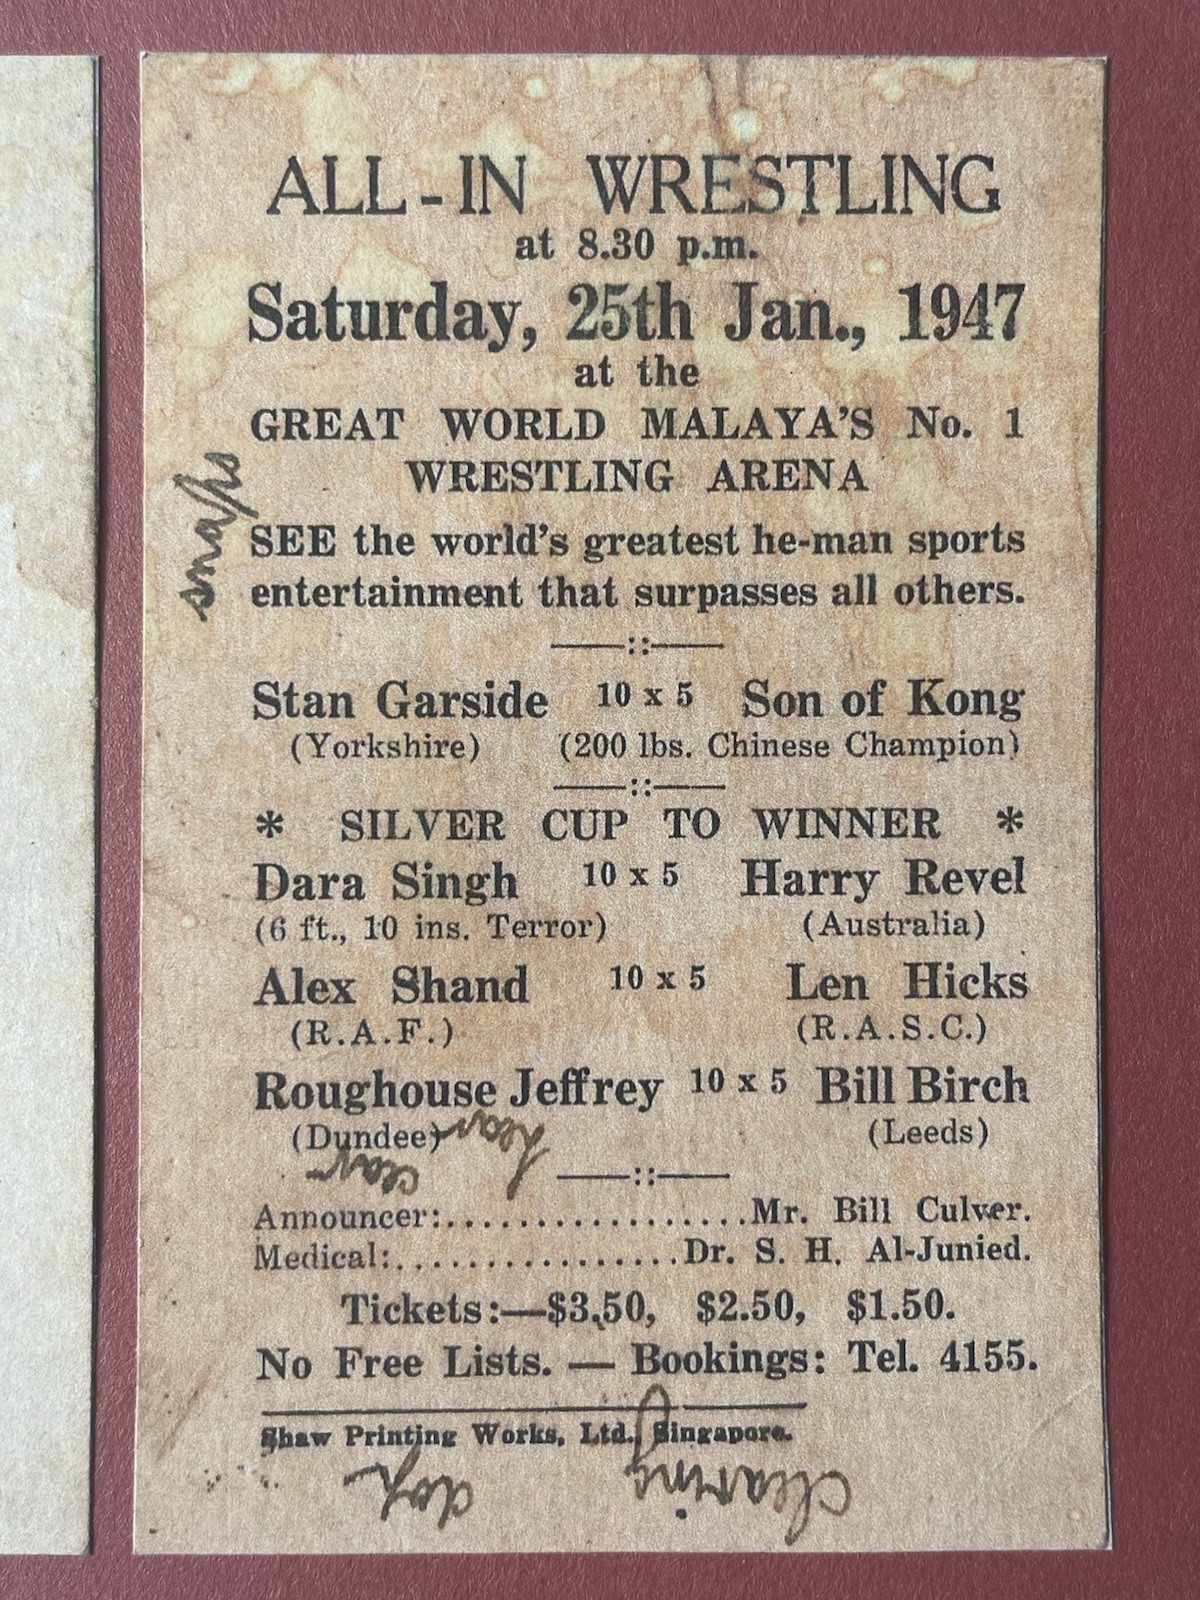 ALL-IN WRESTLING
at 8.30 p.m.
Saturday, 25th Jan., 1947
at the
GREAT WORLD MALAYA'S No. 1
WRESTLING ARENA
snaps
SEE the world's greatest he-man sports
entertainment that surpasses all others.
——::——
Stan Garside 10 x 5 Son of Kong
(Yorkshire) (200 lbs. Chinese Champion)
——::——
* SILVER CUP TO WINNER *
Dara Singh 10 x 5 Harry Revel
(6 ft., 10 ins. Terror) (Australia)
Alex Shand 10 x 5 Len Hicks
(R.A.F.) (R.A.S.C.)
Roughouse Jeffrey 10 x 5 Bill Birch
(Dundee) (Leeds)
——::——
Announcer:..................Mr. Bill Culver.
Medical:.................Dr. S. H. Al-Junied.
Tickets:—$3.50, $2.50, $1.50.
No Free Lists. — Bookings: Tel. 4155.
Shaw Printing Works, Ltd., Singapore.
clearing